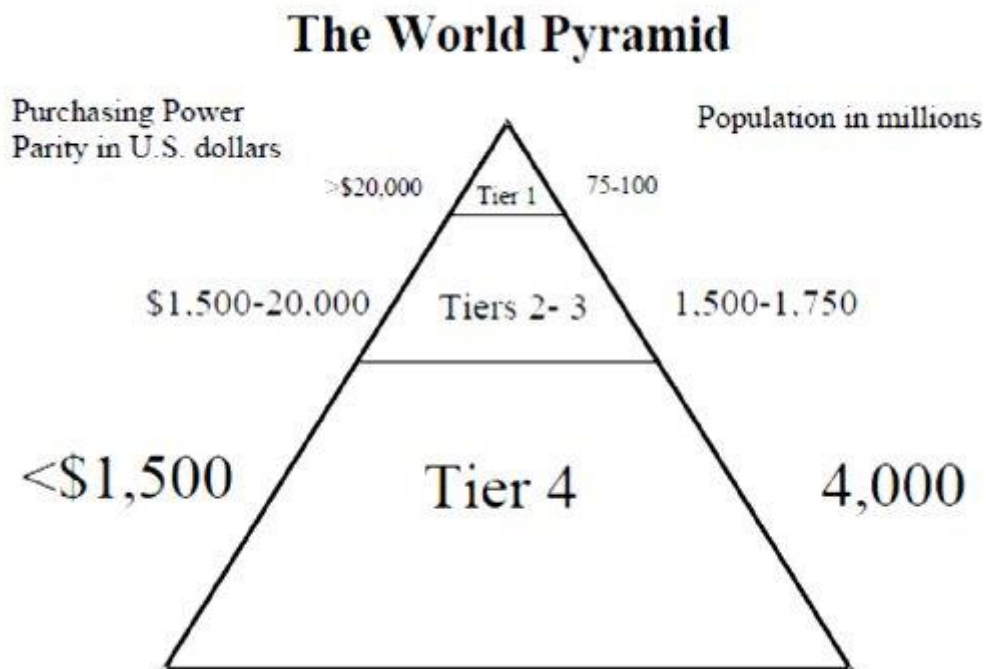 The World Pyramid
Purchasing Power
Parity in U.S. dollars
Population in millions
>$20,000
Tier 1
75-100
$1.500-20.000
Tiers 2- 3
1.500-1.750
<$1,500
Tier 4
4,000